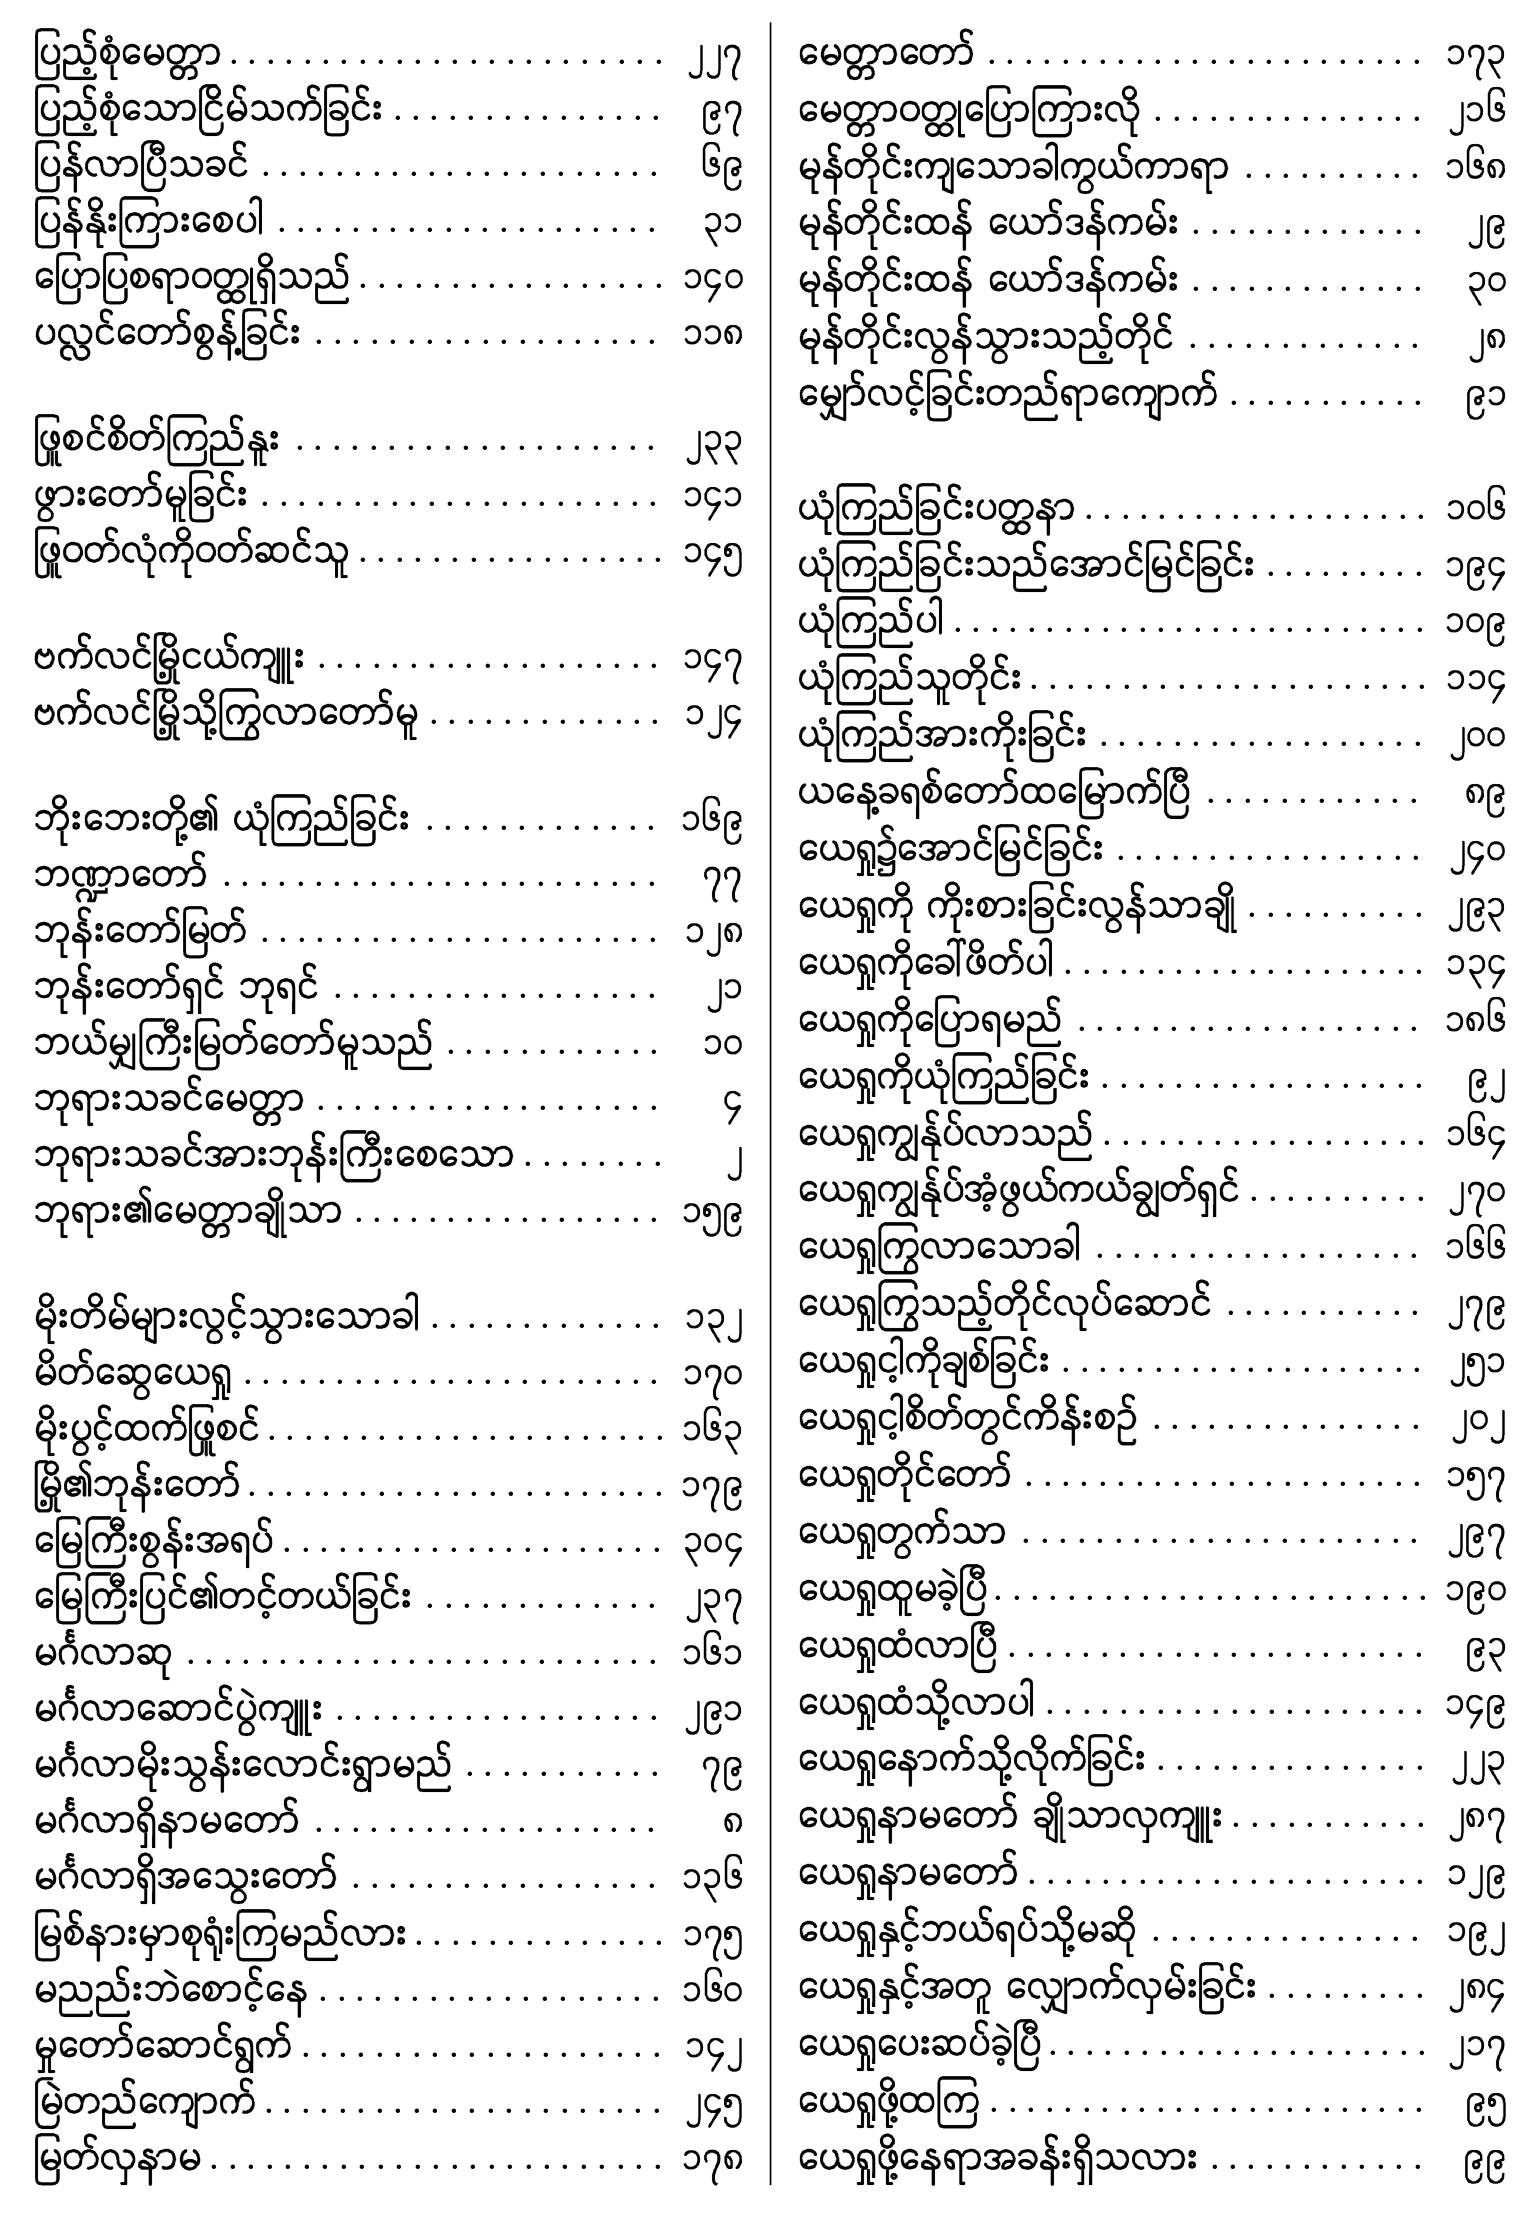 ပြည့်စုံမေတ္တာ . . . . . . . . . . . . . . . . . . . . . . . . ၂၂၇
ပြည့်စုံသောငြိမ်သက်ခြင်း . . . . . . . . . . . . . . . ၉၇
ပြန်လာပြီသခင် . . . . . . . . . . . . . . . . . . . . . . ၆၉
ပြန်နိုးကြားစေပါ . . . . . . . . . . . . . . . . . . . . . ၃၁
ပြောပြစရာဝတ္ထုရှိသည် . . . . . . . . . . . . . . . . . ၁၄၀
ပလ္လင်တော်စွန့်ခြင်း . . . . . . . . . . . . . . . . . . . ၁၁၈
ဖြူစင်စိတ်ကြည်နူး . . . . . . . . . . . . . . . . . . . . ၂၃၃
ဖွားတော်မူခြင်း . . . . . . . . . . . . . . . . . . . . . . ၁၄၁
ဖြူဝတ်လုံကိုဝတ်ဆင်သူ . . . . . . . . . . . . . . . . . ၁၄၅
ဗက်လင်မြို့ငယ်ကျူး . . . . . . . . . . . . . . . . . . . ၁၄၇
ဗက်လင်မြို့သို့ကြွလာတော်မူ . . . . . . . . . . . . . ၁၂၄
ဘိုးဘေးတို့၏ ယုံကြည်ခြင်း . . . . . . . . . . . . . ၁၆၉
ဘဏ္ဍာတော် . . . . . . . . . . . . . . . . . . . . . . . . ၇၇
ဘုန်းတော်မြတ် . . . . . . . . . . . . . . . . . . . . . . ၁၂၈
ဘုန်းတော်ရှင် ဘုရင် . . . . . . . . . . . . . . . . . . ၂၁
ဘယ်မျှကြီးမြတ်တော်မူသည် . . . . . . . . . . . . ၁၀
ဘုရားသခင်မေတ္တာ . . . . . . . . . . . . . . . . . . . ၄
ဘုရားသခင်အားဘုန်းကြီးစေသော . . . . . . . . ၂
ဘုရား၏မေတ္တာချိုသာ . . . . . . . . . . . . . . . . . ၁၅၉
မိုးတိမ်များလွင့်သွားသောခါ . . . . . . . . . . . . . ၁၃၂
မိတ်ဆွေယေရှု . . . . . . . . . . . . . . . . . . . . . . . ၁၇၀
မိုးပွင့်ထက်ဖြူစင် . . . . . . . . . . . . . . . . . . . . . . ၁၆၃
မြို့၏ဘုန်းတော် . . . . . . . . . . . . . . . . . . . . . . . ၁၇၉
မြေကြီးစွန်းအရပ် . . . . . . . . . . . . . . . . . . . . . ၃၀၄
မြေကြီးပြင်၏တင့်တယ်ခြင်း . . . . . . . . . . . . . ၂၃၇
မင်္ဂလာဆု . . . . . . . . . . . . . . . . . . . . . . . . . . ၁၆၁
မင်္ဂလာဆောင်ပွဲကျူး . . . . . . . . . . . . . . . . . . ၂၉၁
မင်္ဂလာမိုးသွန်းလောင်းရွာမည် . . . . . . . . . . . ၇၉
မင်္ဂလာရှိနာမတော် . . . . . . . . . . . . . . . . . . . ၈
မင်္ဂလာရှိအသွေးတော် . . . . . . . . . . . . . . . . . ၁၃၆
မြစ်နားမှာစုရုံးကြမည်လား . . . . . . . . . . . . . . ၁၇၅
မညည်းဘဲစောင့်နေ . . . . . . . . . . . . . . . . . . . ၁၆၀
မှုတော်ဆောင်ရွက် . . . . . . . . . . . . . . . . . . . . ၁၄၂
မြဲတည်ကျောက် . . . . . . . . . . . . . . . . . . . . . . ၂၄၅
မြတ်လှနာမ . . . . . . . . . . . . . . . . . . . . . . . . . ၁၇၈
မေတ္တာတော် . . . . . . . . . . . . . . . . . . . . . . . . ၁၇၃
မေတ္တာဝတ္ထုပြောကြားလို . . . . . . . . . . . . . . . ၂၁၆
မုန်တိုင်းကျသောခါကွယ်ကာရာ . . . . . . . . . . ၁၆၈
မုန်တိုင်းထန် ယော်ဒန်ကမ်း . . . . . . . . . . . . . ၂၉
မုန်တိုင်းထန် ယော်ဒန်ကမ်း . . . . . . . . . . . . . ၃၀
မုန်တိုင်းလွန်သွားသည့်တိုင် . . . . . . . . . . . . . ၂၈
မျှော်လင့်ခြင်းတည်ရာကျောက် . . . . . . . . . . . ၉၁
ယုံကြည်ခြင်းပတ္ထနာ . . . . . . . . . . . . . . . . . . . ၁၀၆
ယုံကြည်ခြင်းသည်အောင်မြင်ခြင်း . . . . . . . . . ၁၉၄
ယုံကြည်ပါ . . . . . . . . . . . . . . . . . . . . . . . . . . ၁၀၉
ယုံကြည်သူတိုင်း . . . . . . . . . . . . . . . . . . . . . . ၁၁၄
ယုံကြည်အားကိုးခြင်း . . . . . . . . . . . . . . . . . . ၂၀၀
ယနေ့ခရစ်တော်ထမြောက်ပြီ . . . . . . . . . . . . ၈၉
ယေရှု၌အောင်မြင်ခြင်း . . . . . . . . . . . . . . . . . ၂၄၀
ယေရှုကို ကိုးစားခြင်းလွန်သာချို . . . . . . . . . . ၂၉၃
ယေရှုကိုခေါ်ဖိတ်ပါ . . . . . . . . . . . . . . . . . . . . ၁၃၄
ယေရှုကိုပြောရမည် . . . . . . . . . . . . . . . . . . . ၁၈၆
ယေရှုကိုယုံကြည်ခြင်း . . . . . . . . . . . . . . . . . . ၉၂
ယေရှုကျွန်ုပ်လာသည် . . . . . . . . . . . . . . . . . . ၁၆၄
ယေရှုကျွန်ုပ်အံ့ဖွယ်ကယ်ချွတ်ရှင် . . . . . . . . . . ၂၇၀
ယေရှုကြွလာသောခါ . . . . . . . . . . . . . . . . . . ၁၆၆
ယေရှုကြွသည့်တိုင်လုပ်ဆောင် . . . . . . . . . . . ၂၇၉
ယေရှုငါ့ကိုချစ်ခြင်း . . . . . . . . . . . . . . . . . . . . ၂၅၁
ယေရှုငါ့စိတ်တွင်ကိန်းစဉ် . . . . . . . . . . . . . . . ၂၀၂
ယေရှုတိုင်တော် . . . . . . . . . . . . . . . . . . . . . . ၁၅၇
ယေရှုတွက်သာ . . . . . . . . . . . . . . . . . . . . . . ၂၉၇
ယေရှုထူမခဲ့ပြီ . . . . . . . . . . . . . . . . . . . . . . . . ၁၉၀
ယေရှုထံလာပြီ . . . . . . . . . . . . . . . . . . . . . . . ၉၃
ယေရှုထံသို့လာပါ . . . . . . . . . . . . . . . . . . . . . ၁၄၉
ယေရှုနောက်သို့လိုက်ခြင်း . . . . . . . . . . . . . . . ၂၂၃
ယေရှုနာမတော် ချိုသာလှကျူး . . . . . . . . . . . ၂၈၇
ယေရှုနာမတော် . . . . . . . . . . . . . . . . . . . . . . ၁၂၉
ယေရှုနှင့်ဘယ်ရပ်သို့မဆို . . . . . . . . . . . . . . . ၁၉၂
ယေရှုနှင့်အတူ လျှောက်လှမ်းခြင်း . . . . . . . . . ၂၈၄
ယေရှုပေးဆပ်ခဲ့ပြီ . . . . . . . . . . . . . . . . . . . . . ၂၁၇
ယေရှုဖို့ထကြ . . . . . . . . . . . . . . . . . . . . . . . . ၉၅
ယေရှုဖို့နေရာအခန်းရှိသလား . . . . . . . . . . . . ၉၉